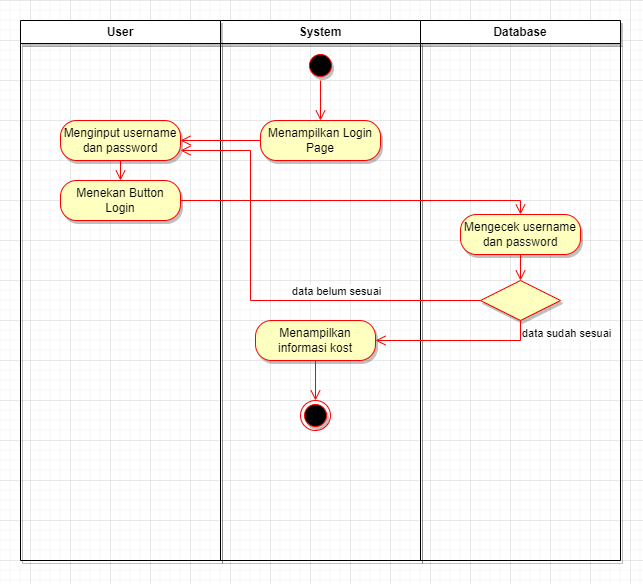 User
System
Database
Menampilkan Login
Page
Menginput username
dan password
Menekan Button
Login
Mengecek username
dan password
data belum sesuai
data sudah sesuai
Menampilkan
informasi kost